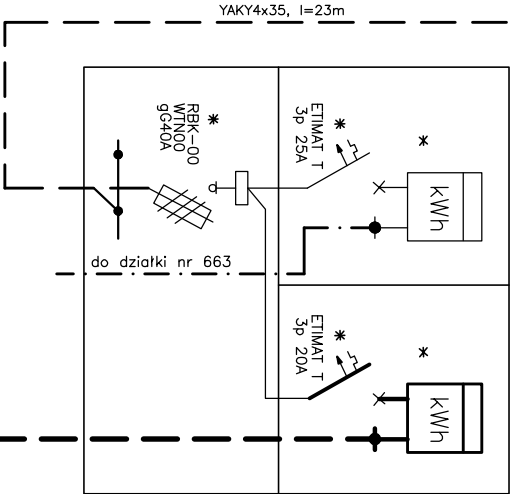 YAKY4x35, l=23m
RBK-00
WTN00
gG40A
*
ETIMAT T
3p 25A
*
*
kWh
do działki nr 663
ETIMAT T
3p 20A
*
*
kWh